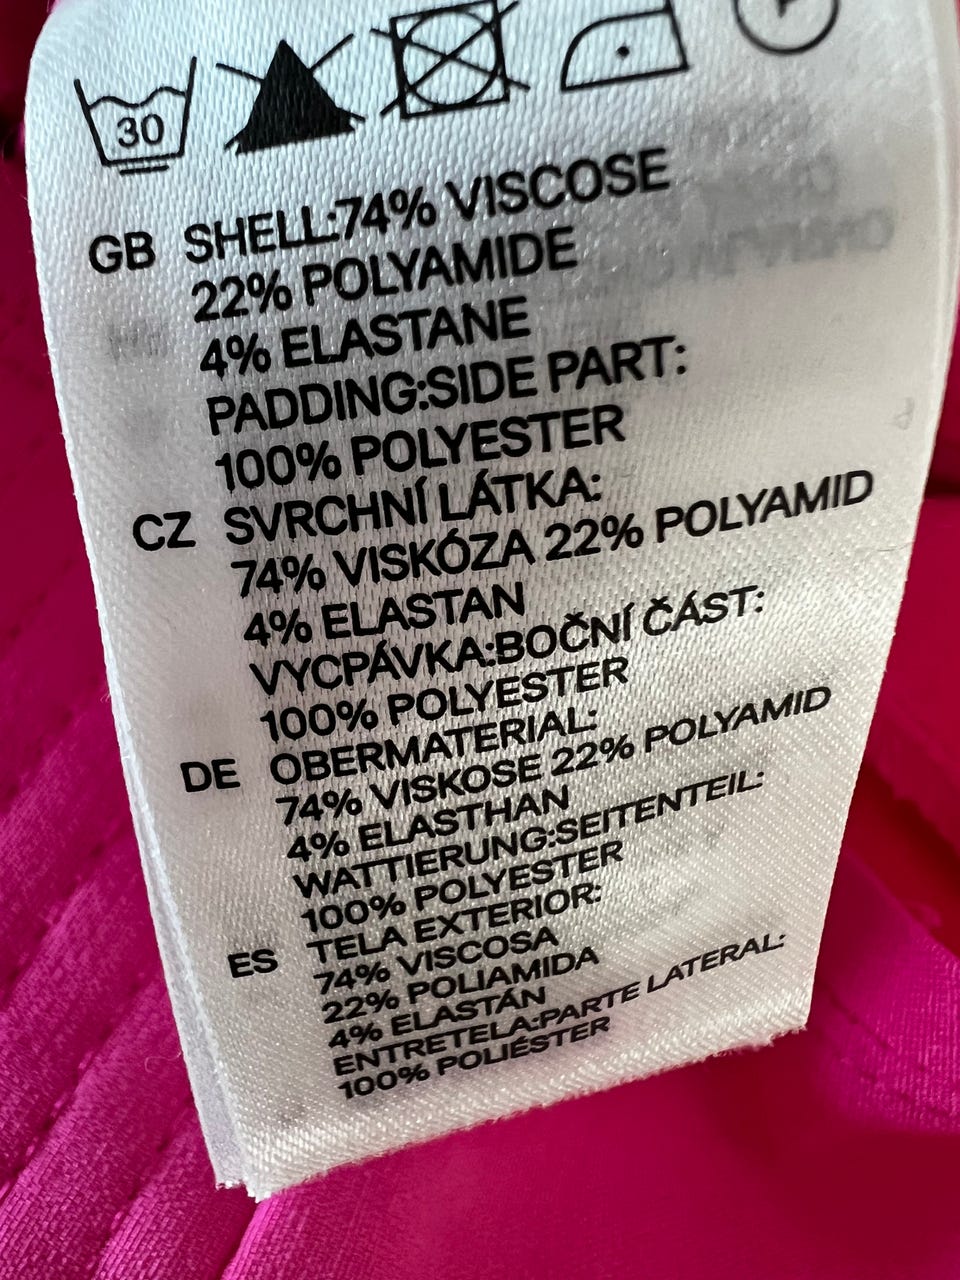 30
GB SHELL:74% VISCOSE
22% POLYAMIDE
4% ELASTANE
PADDING:SIDE PART:
100% POLYESTER
CZ SVRCHNÍ LÁTKA:
74% VISKÓZA 22% POLYAMID
4% ELASTAN
VYCPÁVKA:BOČNÍ ČÁST:
100% POLYESTER
DE OBERMATERIAL:
74% VISKOSE 22% POLYAMID
4% ELASTHAN
WATTIERUNG:SEITENTEIL:
100% POLYESTER
ES TELA EXTERIOR:
74% VISCOSA
22% POLIAMIDA
4% ELASTÁN
ENTRETELA:PARTE LATERAL:
100% POLIÉSTER